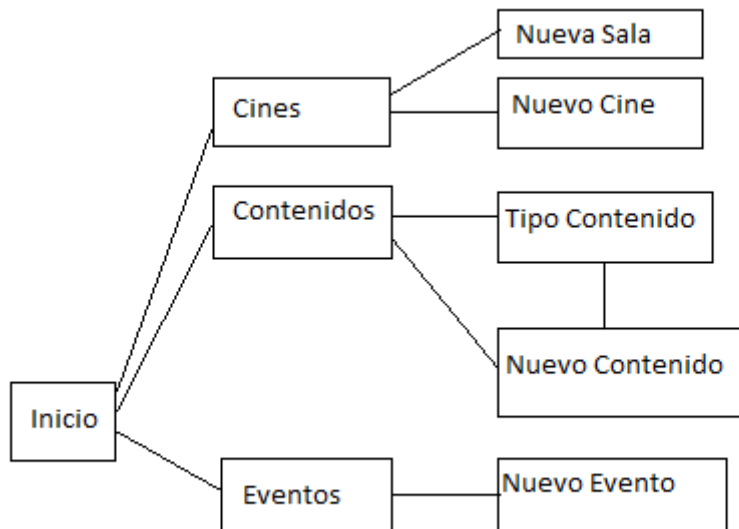 Nueva Sala
Cines
Nuevo Cine
Contenidos
Tipo Contenido
Nuevo Contenido
Inicio
Eventos
Nuevo Evento